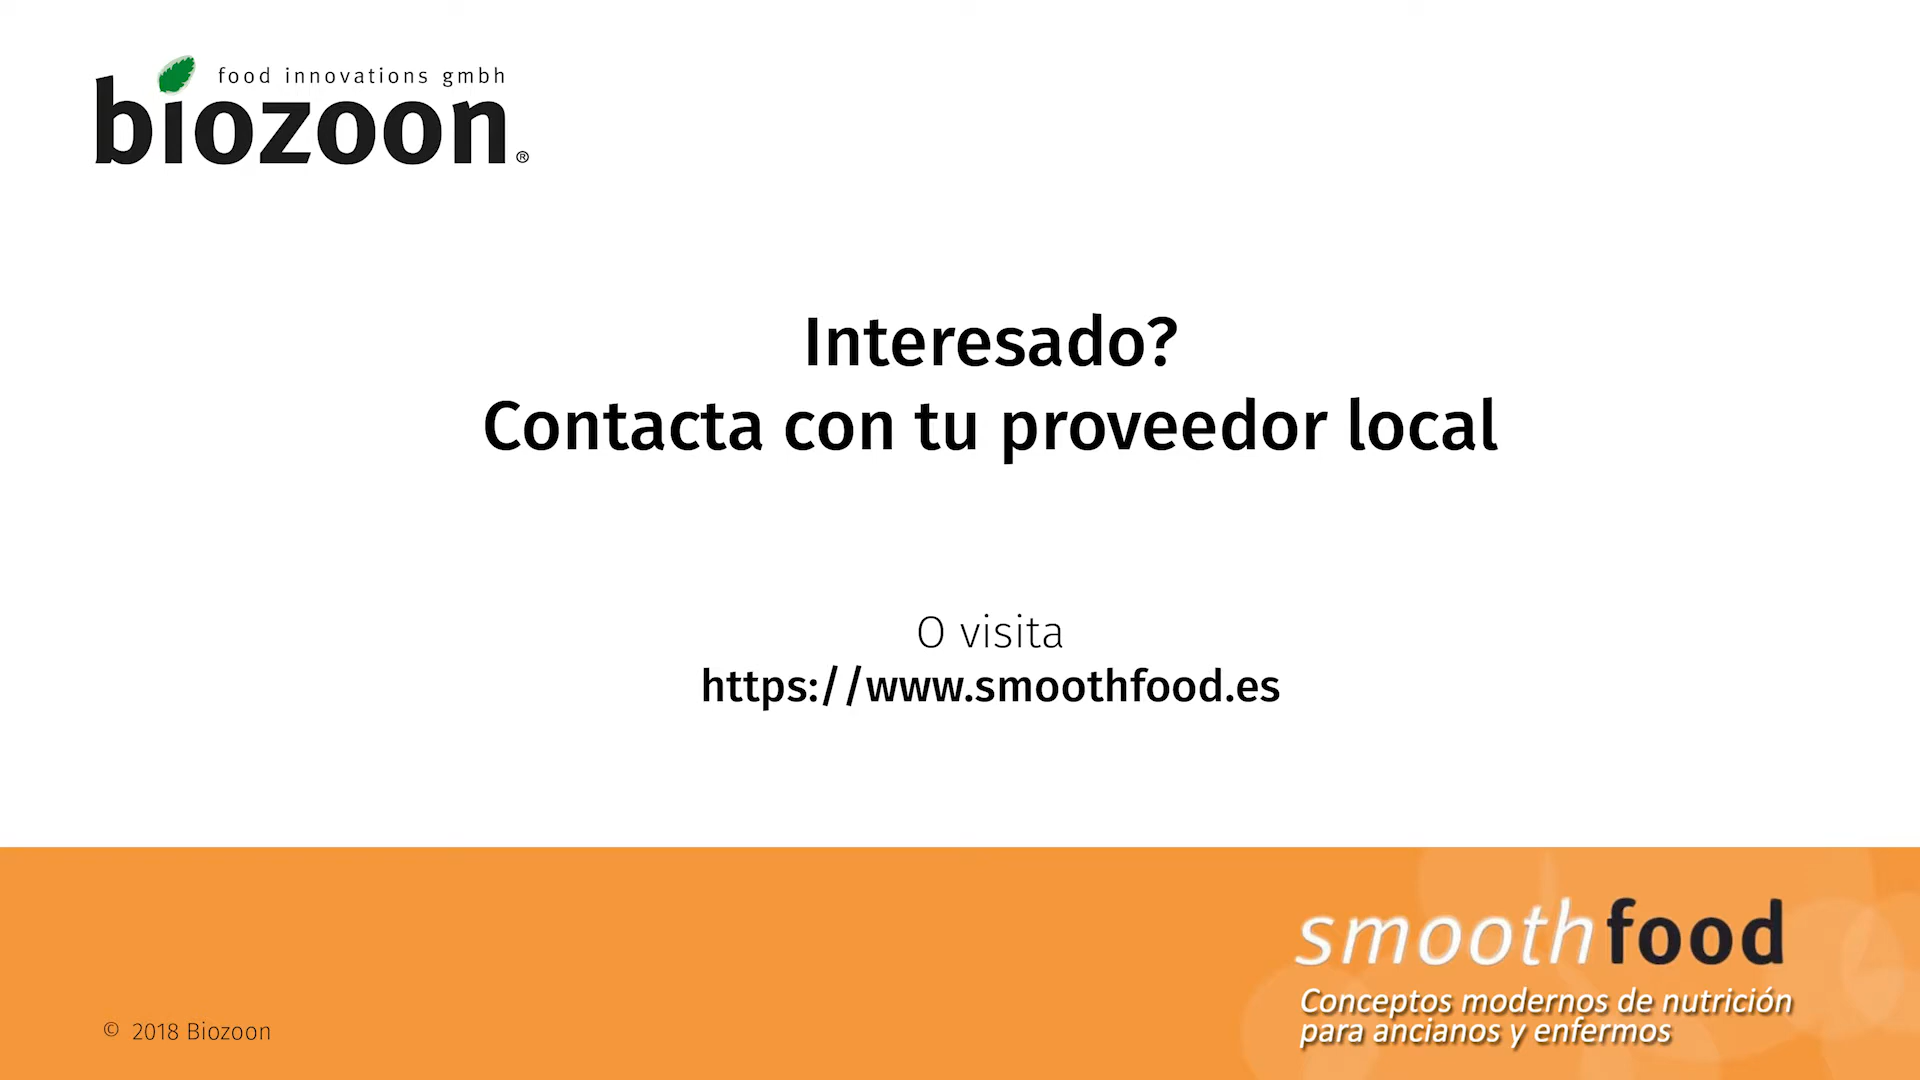 food innovations gmbh
biozoon®
Interesado?
Contacta con tu proveedor local
O visita
https://www.smoothfood.es
smoothfood
Conceptos modernos de nutrición
para ancianos y enfermos
© 2018 Biozoon